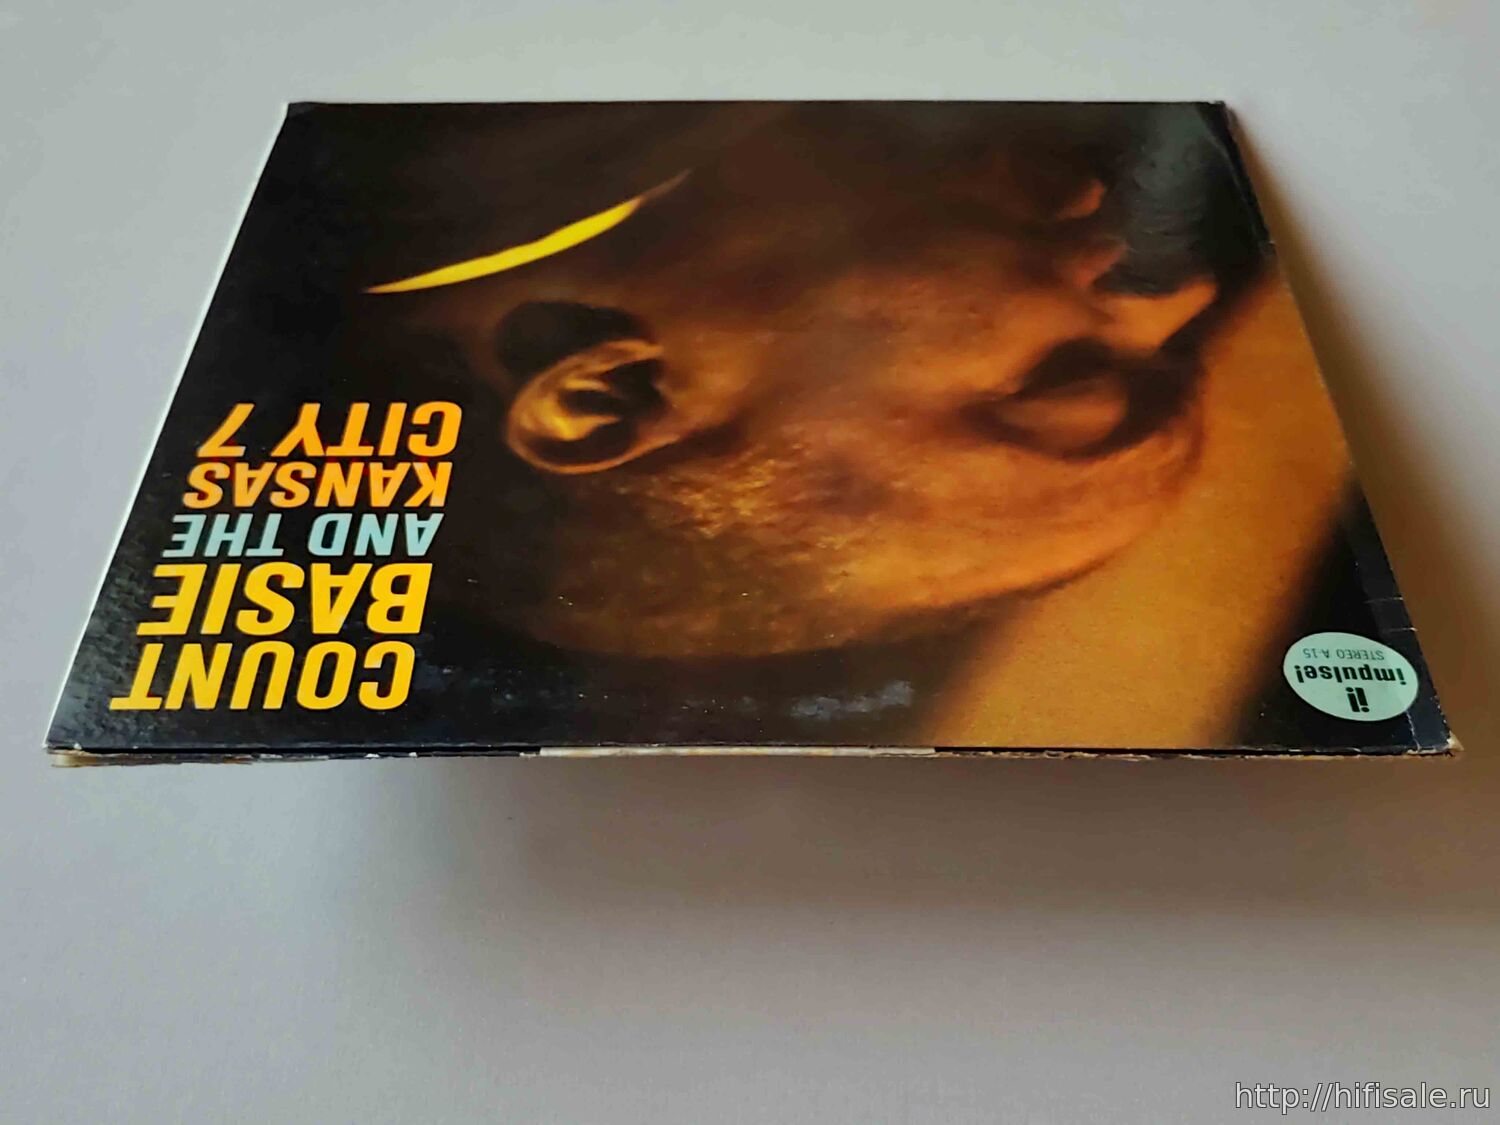 COUNT
BASIE
AND THE
KANSAS
CITY 7
impulse!
STEREO A-15
http://hifisale.ru